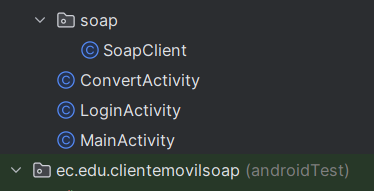 soap
SoapClient
ConvertActivity
LoginActivity
MainActivity
ec.edu.clientemovilsoap (androidTest)